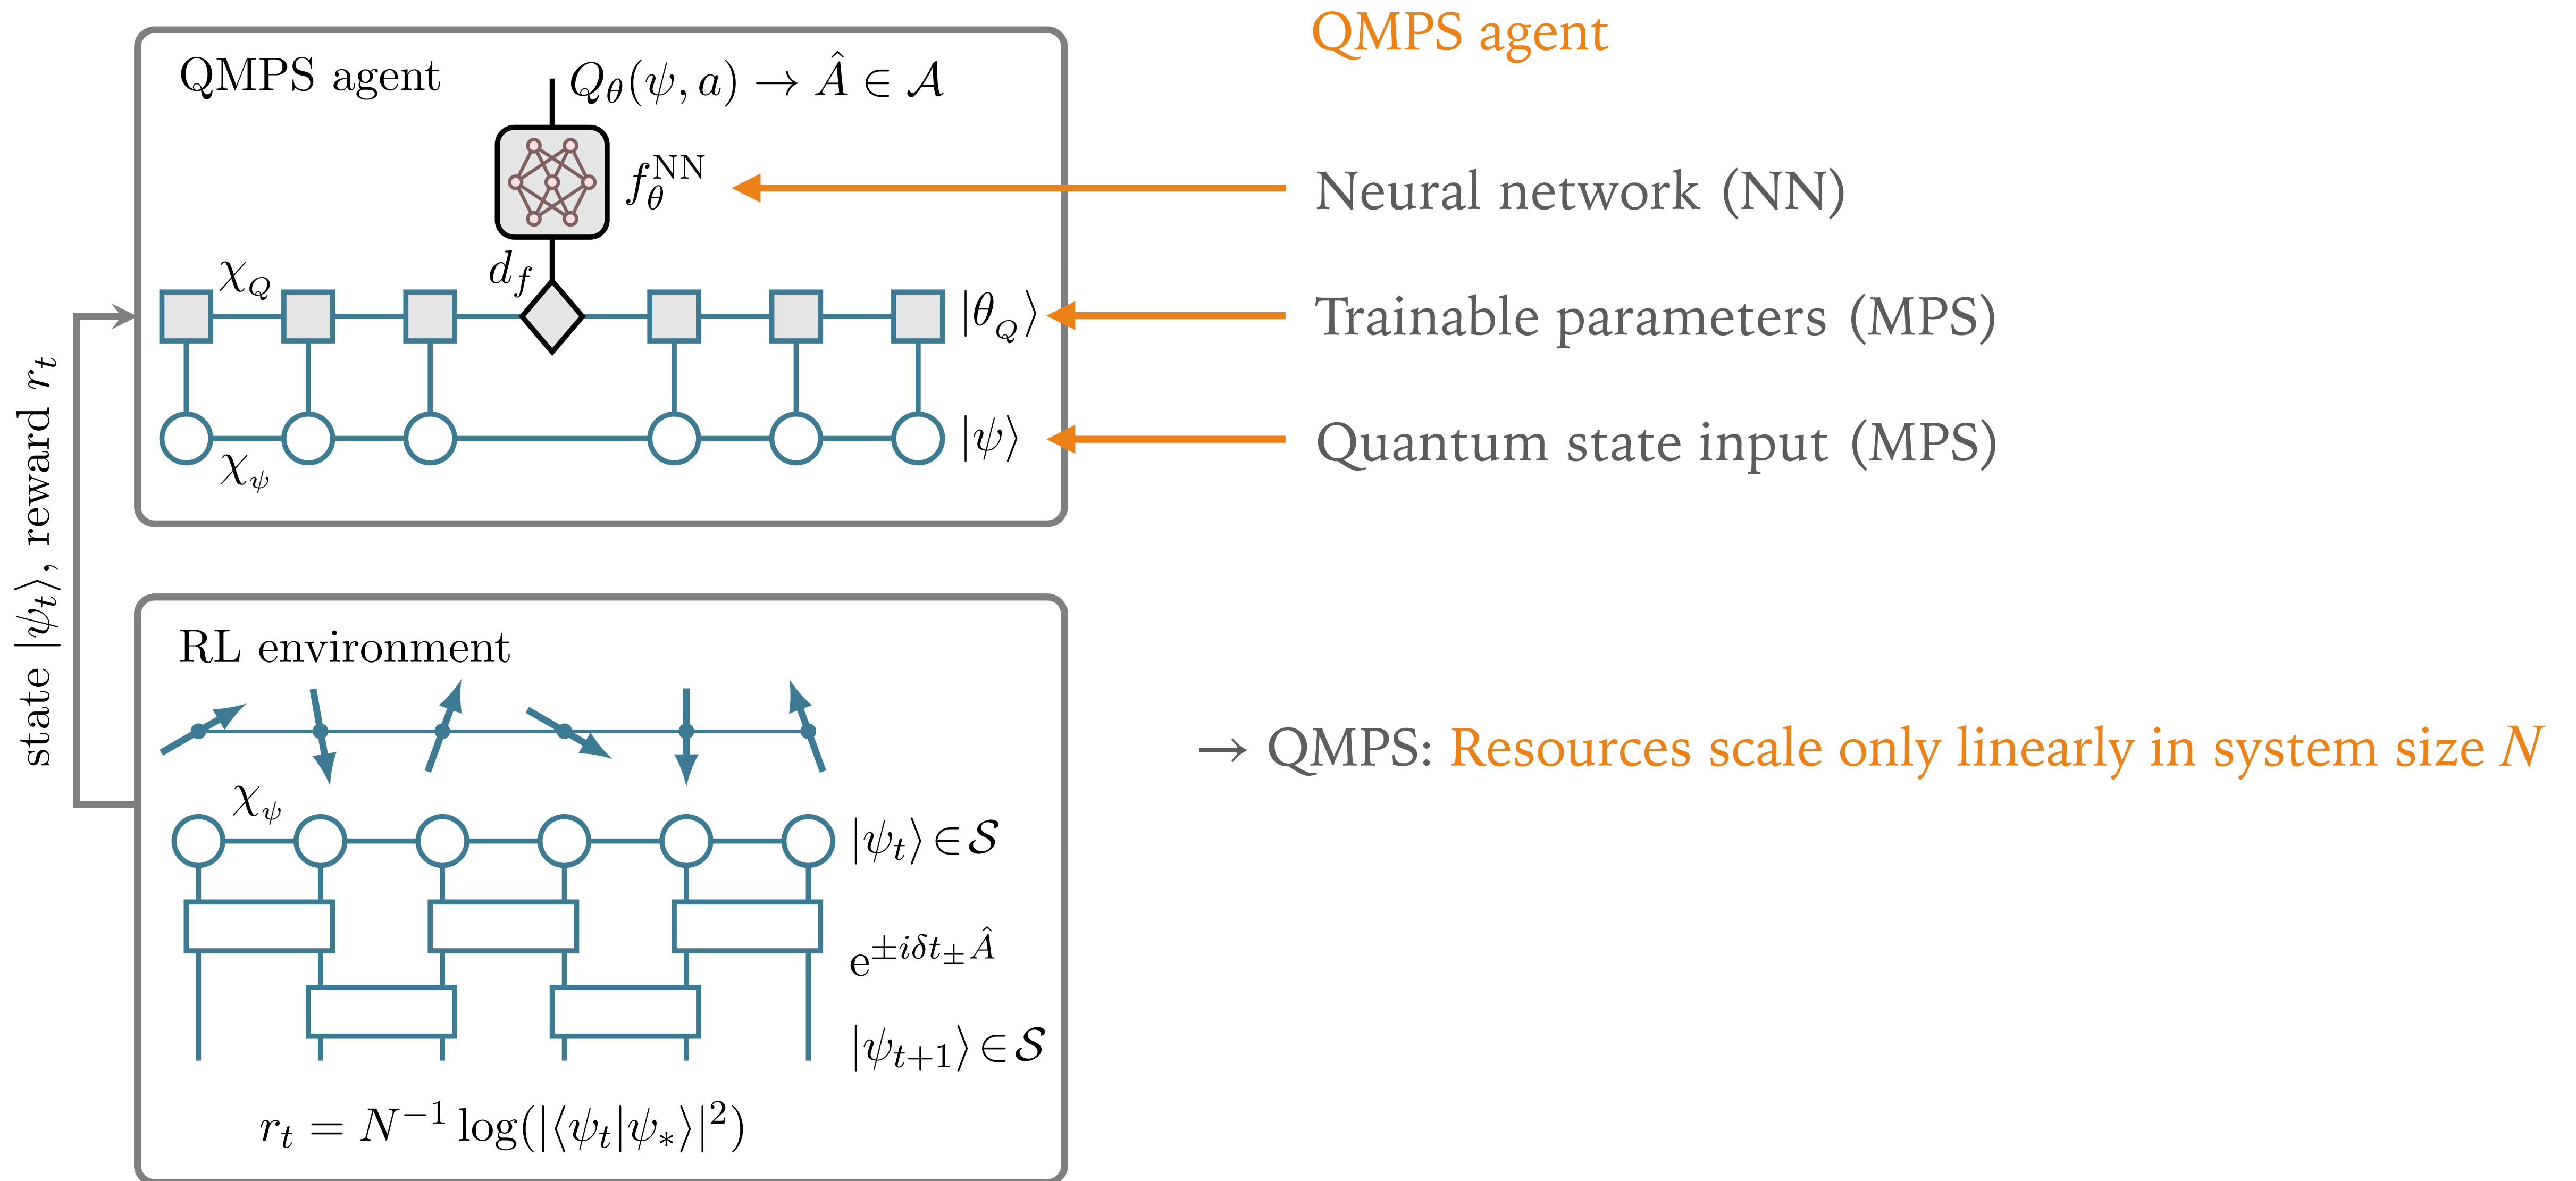 QMPS agent
QMPS agent
Q_θ(ψ, a) → Â ∈ 𝒜
f_θ^NN
Neural network (NN)
d_f
χ_Q
|θ_Q⟩
Trainable parameters (MPS)
|ψ⟩
Quantum state input (MPS)
χ_ψ
state |ψ_t⟩, reward r_t
RL environment
→ QMPS: Resources scale only linearly in system size N
χ_ψ
|ψ_t⟩ ∈ 𝒮
e^{±iδt_± Â}
|ψ_{t+1}⟩ ∈ 𝒮
r_t = N^{−1} log(|⟨ψ_t|ψ_*⟩|^2)